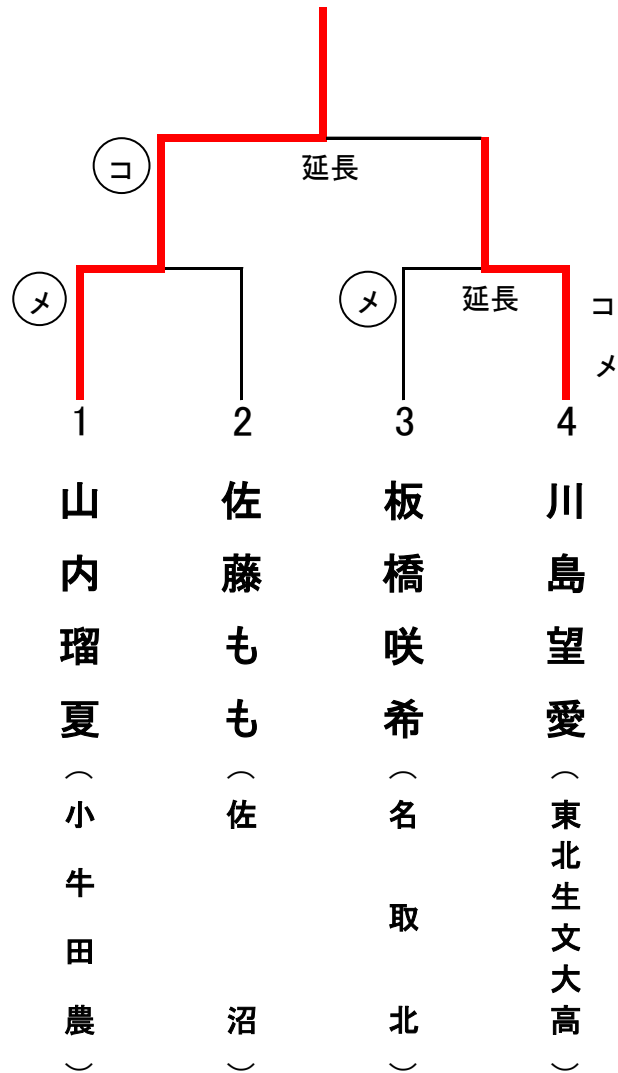 コ
延長
メ
メ
延長
コ
メ
1
2
3
4
山内瑠夏（小牛田農）
佐藤もも（佐沼）
板橋咲希（名取北）
川島望愛（東北生文大高）